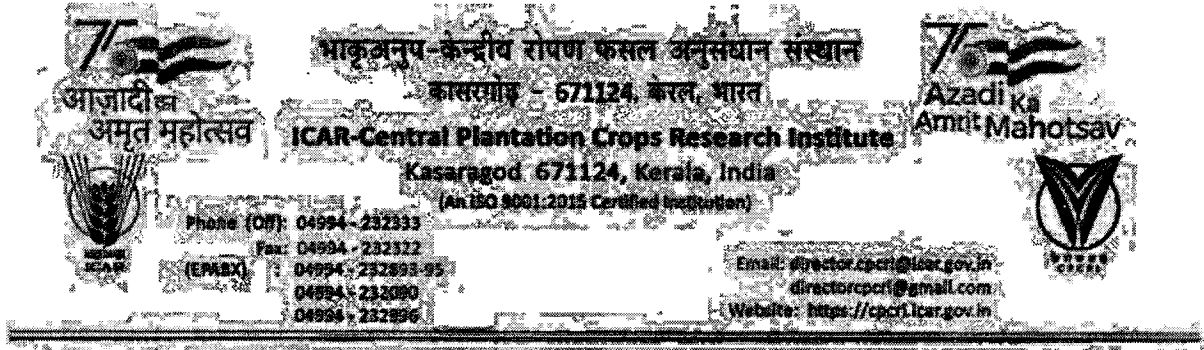 आज़ादी का
अमृत महोत्सव
भाकृअनुप-केन्द्रीय रोपण फसल अनुसंधान संस्थान
कासरगोड़ - 671124, केरल, भारत
ICAR-Central Plantation Crops Research Institute
Kasaragod 671124, Kerala, India
(An ISO 9001:2015 Certified Institution)
Azadi Ka
Amrit Mahotsav
ICAR
Phone (Off): 04994 - 232333
Fax: 04994 - 232322
(EPABX) : 04994 - 232893-95
04994 - 232090
Email: director.cpcri@icar.gov.in
directorcpcri@gmail.com
Website: https://cpcri.icar.gov.in
CPCRI